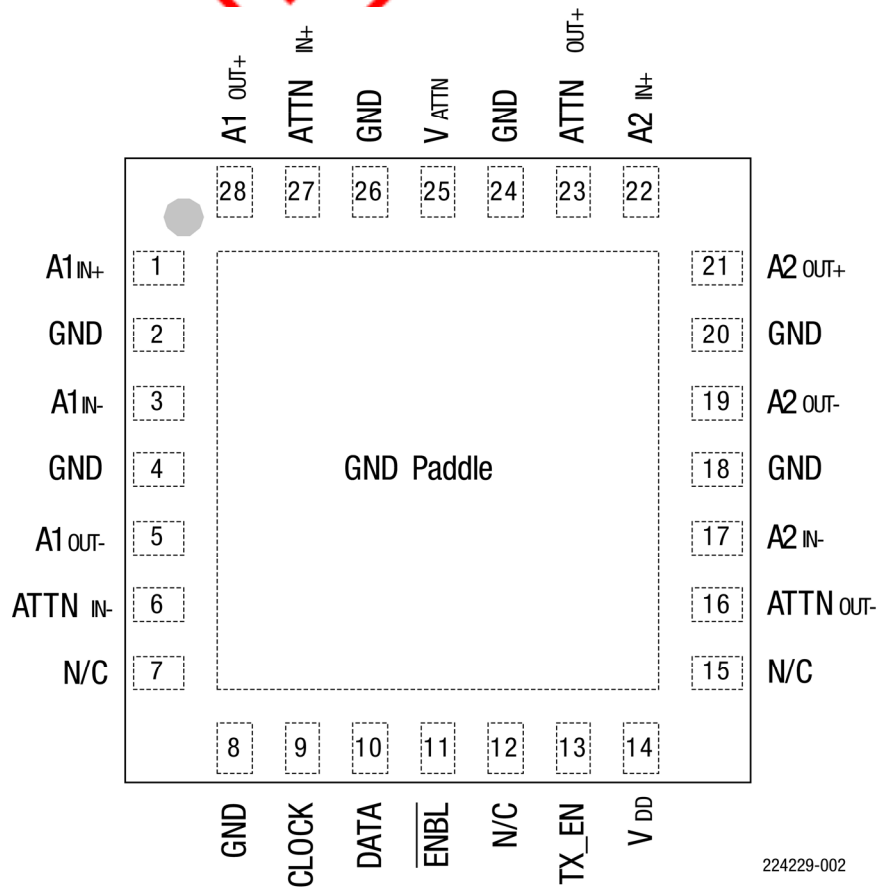 A1 OUT+
ATTN IN+
GND
V ATTN
GND
ATTN OUT+
A2 IN+
28 27 26 25 24 23 22
A1 IN+ 1 21 A2 OUT+
GND 2 20 GND
A1 IN- 3 19 A2 OUT-
GND 4 GND Paddle 18 GND
A1 OUT- 5 17 A2 IN-
ATTN IN- 6 16 ATTN OUT-
N/C 7 15 N/C
8 9 10 11 12 13 14
GND
CLOCK
DATA
ENBL
N/C
TX_EN
V DD
224229-002